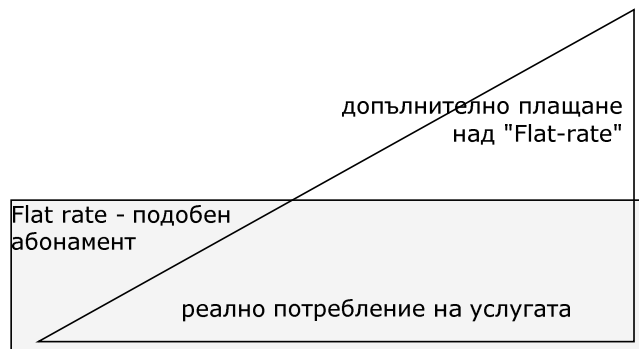 допълнително плащане
над "Flat-rate"
Flat rate - подобен
абонамент
реално потребление на услугата